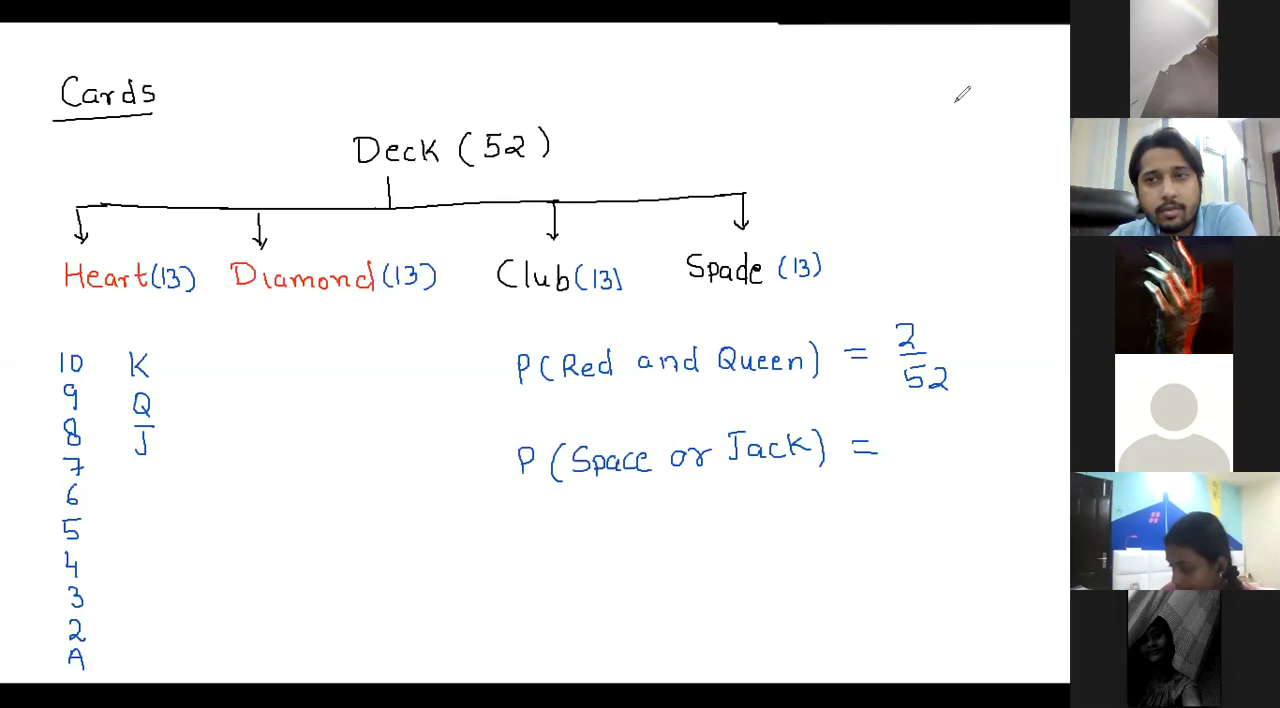 Cards
Deck (52)
Heart(13) Diamond(13) Club(13) Spade (13)
10 K
9 Q
8 J
7
6
5
4
3
2
A
P(Red and Queen) = 2/52
P(Space or Jack) =